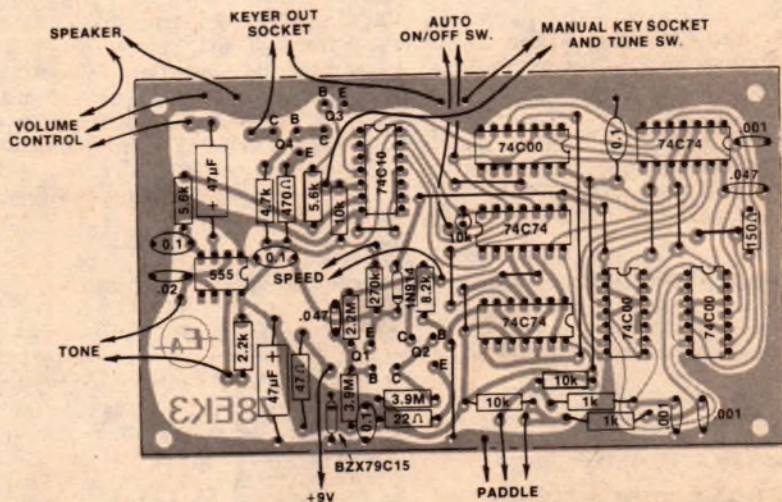 KEYER OUT
SOCKET
AUTO
ON/OFF SW.
MANUAL KEY SOCKET
AND TUNE SW.
SPEAKER
VOLUME
CONTROL
B E
Q3
C B
Q4
C
E
74C10
74C00
0.1
74C74
.001
.047
5.6k
47µF
+
4.7k
470Ω
5.6k
10k
10k
74C74
150Ω
0.1
0.1
555
.02
SPEED
270k
1N914
8.2k
74C00
74C00
.047
2.2M
74C74
TONE
2.2k
47µF
+
47Ω
E
Q1
B
C
Q2
B
E
3.9M
3.9M
0.1
22Ω
10k
10k
1k
1k
.001
.001
EA
78EK3
BZX79C15
+9V
PADDLE